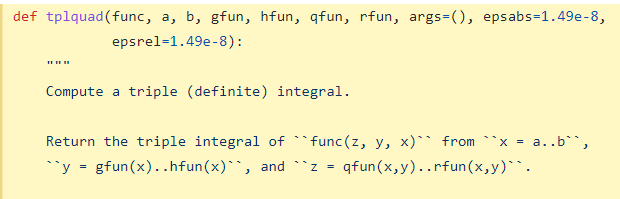 def tplquad(func, a, b, gfun, hfun, qfun, rfun, args=(), epsabs=1.49e-8,
            epsrel=1.49e-8):
    """
    Compute a triple (definite) integral.

    Return the triple integral of ``func(z, y, x)`` from ``x = a..b``,
    ``y = gfun(x)..hfun(x)``, and ``z = qfun(x,y)..rfun(x,y)``.